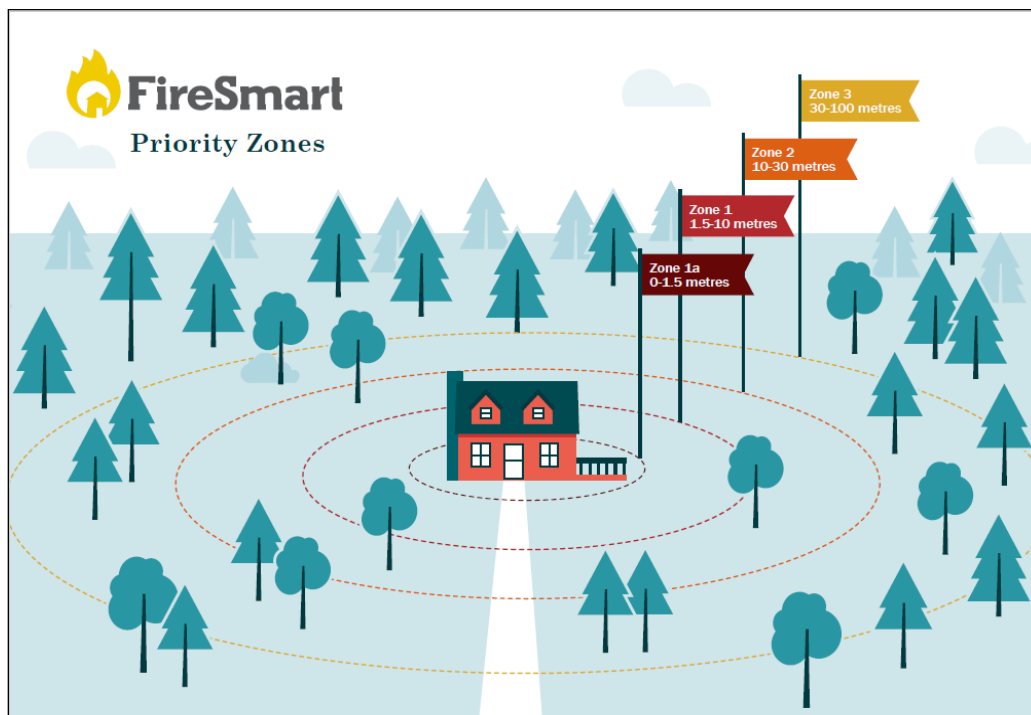 FireSmart
Priority Zones
Zone 3
30-100 metres
Zone 2
10-30 metres
Zone 1
1.5-10 metres
Zone 1a
0-1.5 metres